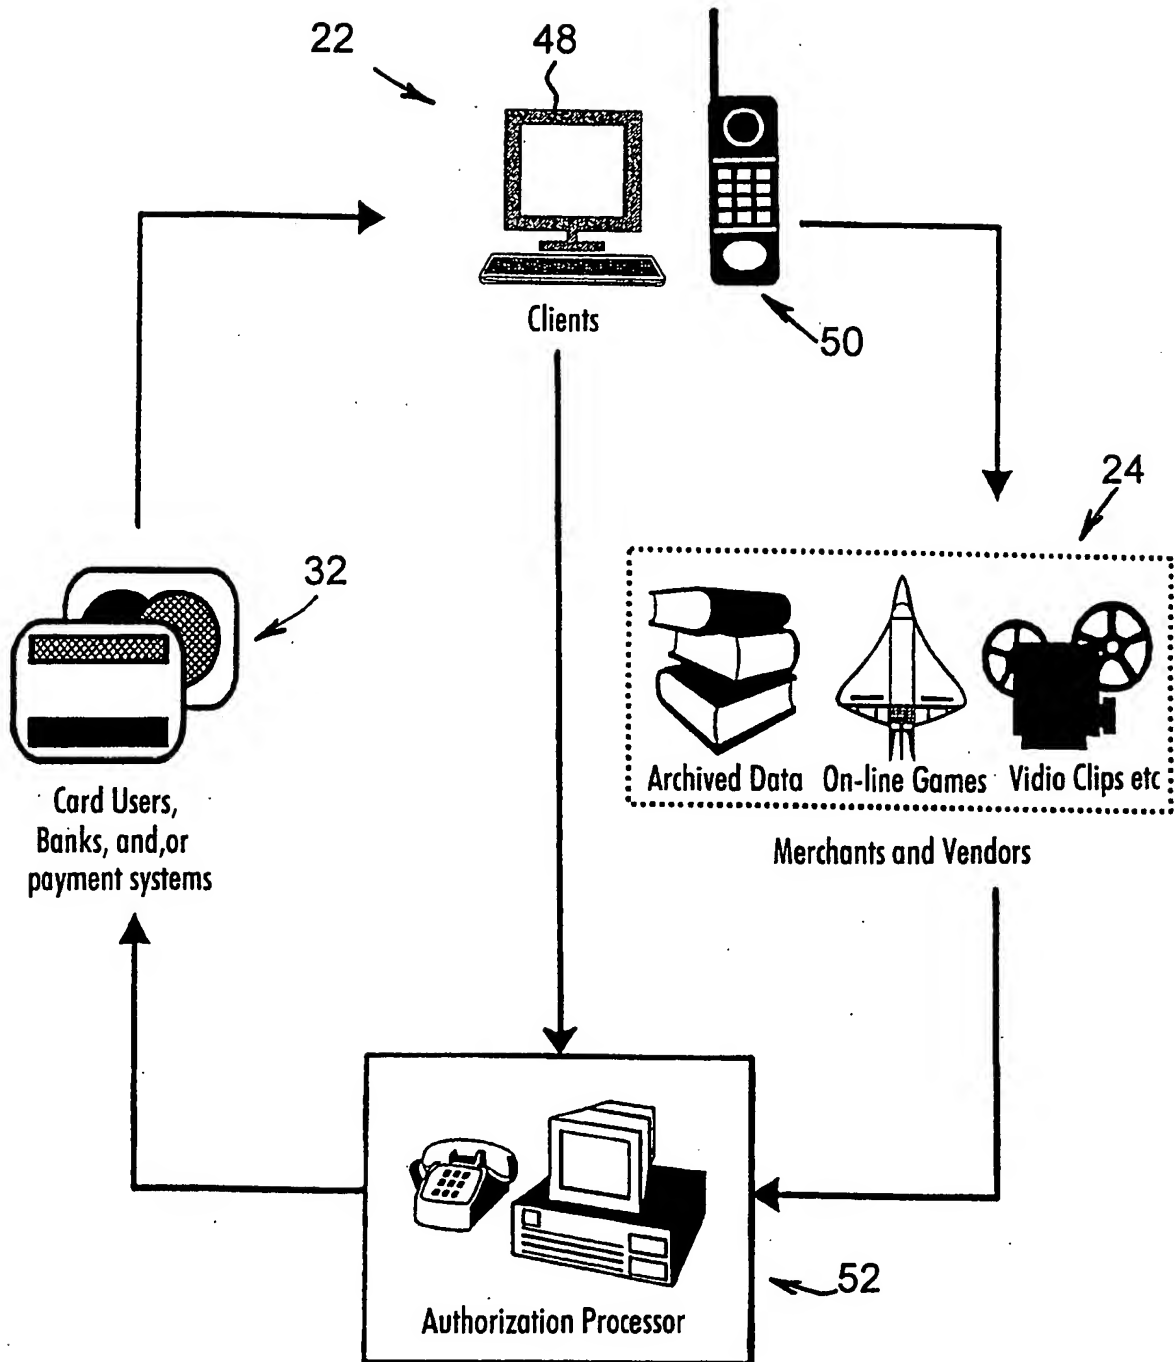 22
48
Clients
50
24
32
Archived Data On-line Games Vidio Clips etc
Card Users,
Banks, and,or
payment systems
Merchants and Vendors
52
Authorization Processor